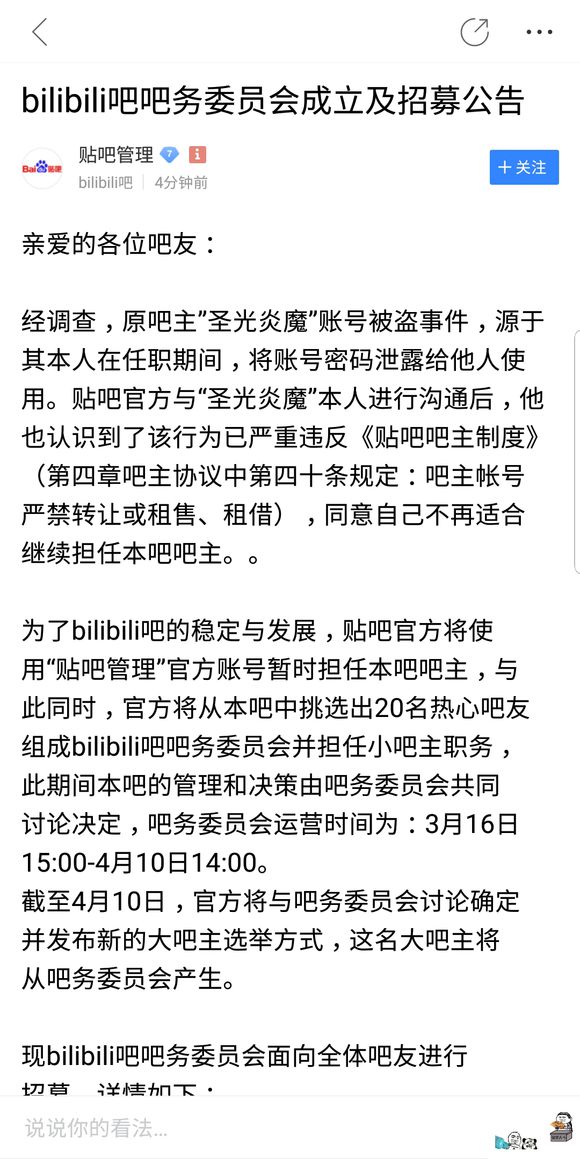 bilibili吧吧务委员会成立及招募公告
贴吧管理 7
Bai 贴吧
+ 关注
bilibili吧 4分钟前
亲爱的各位吧友：
经调查，原吧主”圣光炎魔”账号被盗事件，源于
其本人在任职期间，将账号密码泄露给他人使
用。贴吧官方与“圣光炎魔”本人进行沟通后，他
也认识到了该行为已严重违反《贴吧吧主制度》
（第四章吧主协议中第四十条规定：吧主帐号
严禁转让或租售、租借），同意自己不再适合
继续担任本吧吧主。。
为了bilibili吧的稳定与发展，贴吧官方将使
用“贴吧管理”官方账号暂时担任本吧吧主，与
此同时，官方将从本吧中挑选出20名热心吧友
组成bilibili吧吧务委员会并担任小吧主职务，
此期间本吧的管理和决策由吧务委员会共同
讨论决定，吧务委员会运营时间为：3月16日
15:00-4月10日14:00。
截至4月10日，官方将与吧务委员会讨论确定
并发布新的大吧主选举方式，这名大吧主将
从吧务委员会产生。
现bilibili吧吧务委员会面向全体吧友进行
招募，详情如下：
说说你的看法...